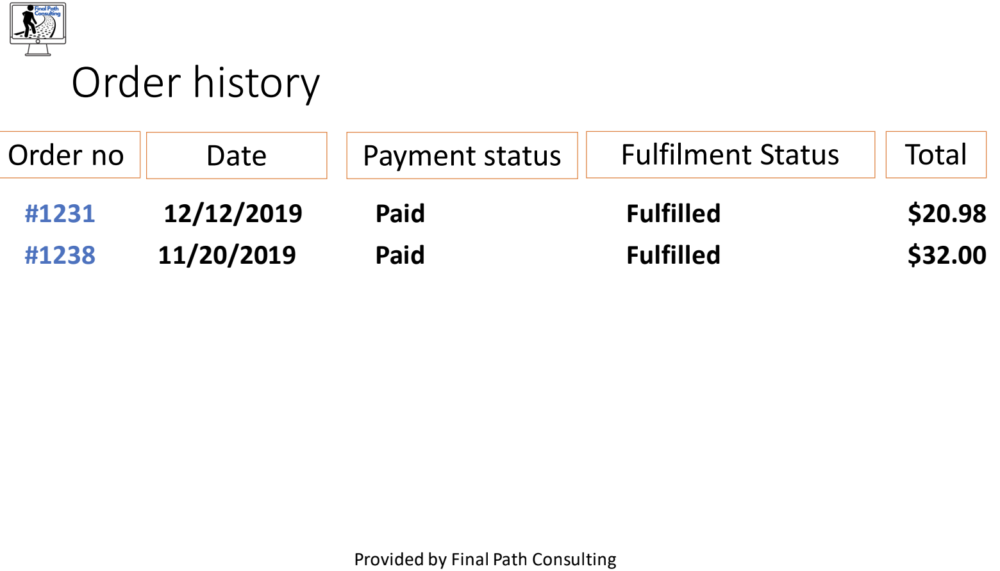 Final Path
Consulting
Order history
Order no Date Payment status Fulfilment Status Total
#1231 12/12/2019 Paid Fulfilled $20.98
#1238 11/20/2019 Paid Fulfilled $32.00
Provided by Final Path Consulting